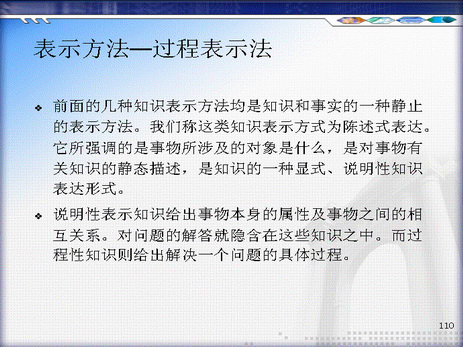 表示方法—过程表示法
❖ 前面的几种知识表示方法均是知识和事实的一种静止
的表示方法。我们称这类知识表示方式为陈述式表达。
它所强调的是事物所涉及的对象是什么，是对事物有
关知识的静态描述，是知识的一种显式、说明性知识
表达形式。
❖ 说明性表示知识给出事物本身的属性及事物之间的相
互关系。对问题的解答就隐含在这些知识之中。而过
程性知识则给出解决一个问题的具体过程。
110